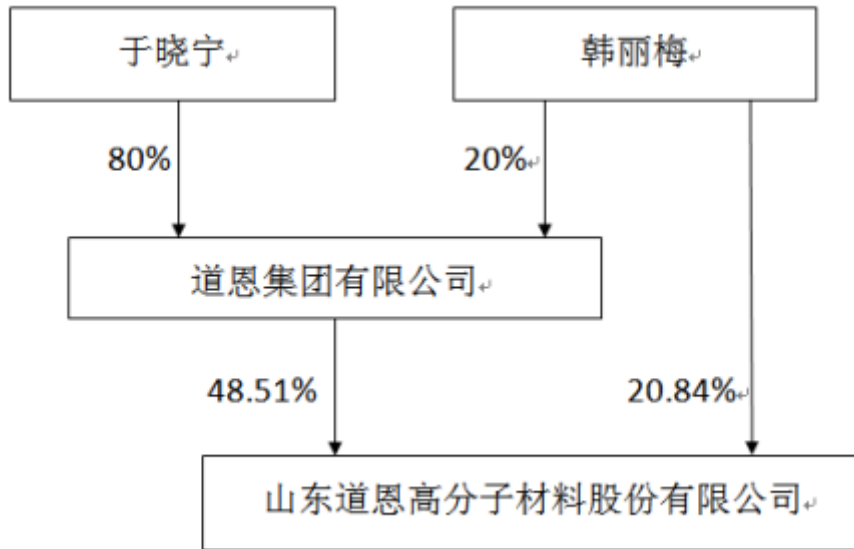 于晓宁
韩丽梅
80%
20%
道恩集团有限公司
48.51%
20.84%
山东道恩高分子材料股份有限公司